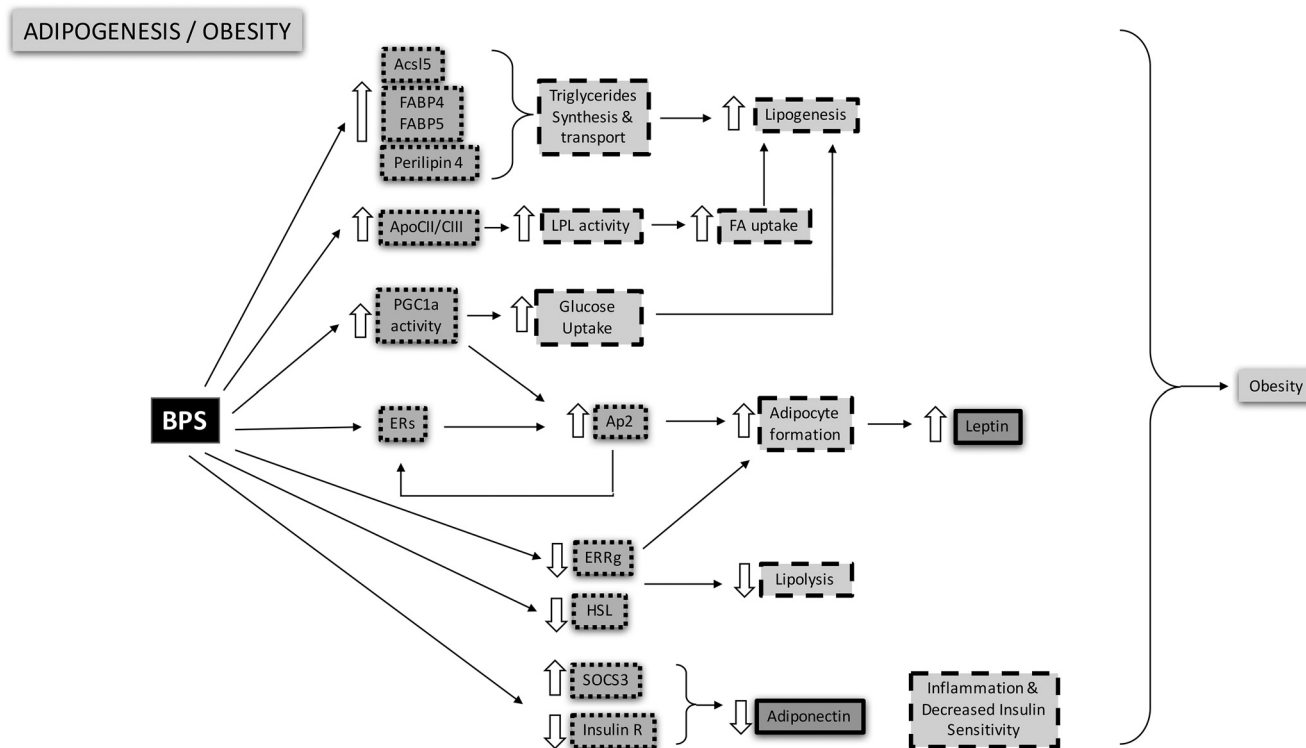 ADIPOGENESIS / OBESITY
Acsl5
FABP4
FABP5
Perilipin 4
Triglycerides
Synthesis &
transport
Lipogenesis
ApoCII/CIII
LPL activity
FA uptake
PGC1a
activity
Glucose
Uptake
BPS
ERs
Ap2
Adipocyte
formation
Leptin
Obesity
ERRg
HSL
Lipolysis
SOCS3
Insulin R
Adiponectin
Inflammation &
Decreased Insulin
Sensitivity